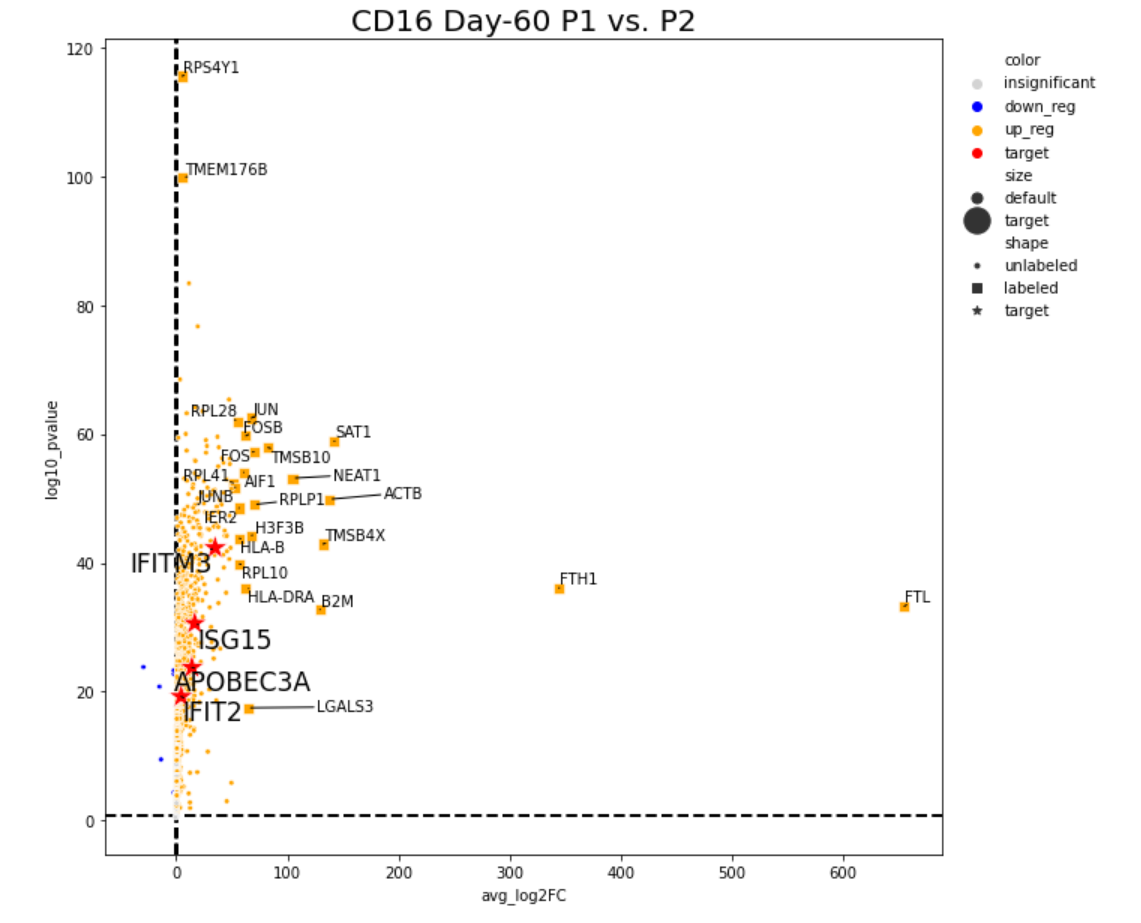 CD16 Day-60 P1 vs. P2
120
100
80
60
40
20
0
log10_pvalue
0
100
200
300
400
500
600
avg_log2FC
RPS4Y1
TMEM176B
RPL28
JUN
FOSB
SAT1
FOS
TMSB10
RPL41
AIF1
NEAT1
JUNB
RPLP1
ACTB
IER2
H3F3B
TMSB4X
HLA-B
IFITM3
RPL10
FTH1
HLA-DRA
B2M
FTL
ISG15
APOBEC3A
IFIT2
LGALS3
color
insignificant
down_reg
up_reg
target
size
default
target
shape
unlabeled
labeled
target